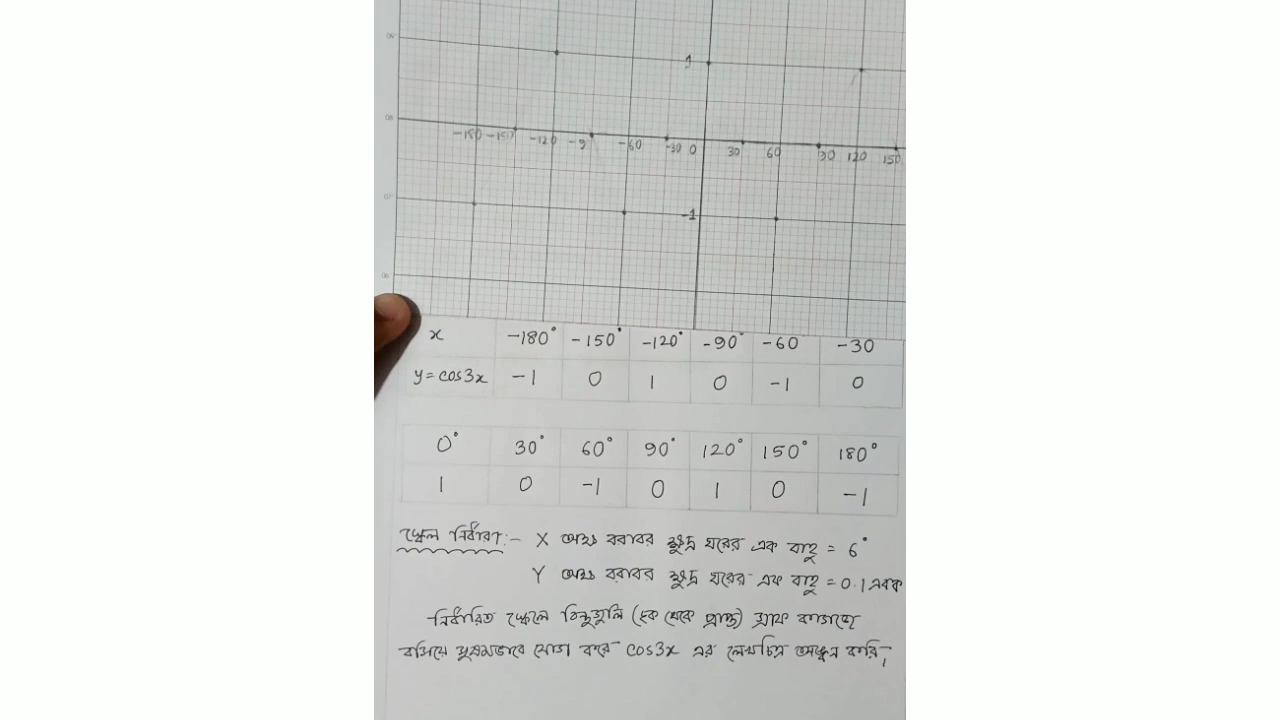 1
-180 -150 -120 -9 -60 -30 0 30 60 90 120 150
-1
x -180° -150° -120° -90° -60 -30
y = cos3x -1 0 1 0 -1 0
0° 30° 60° 90° 120° 150° 180°
1 0 -1 0 1 0 -1
স্কেল নির্ধারণ:- X অক্ষ বরাবর ক্ষুদ্র ঘরের এক বাহু = 6°
Y অক্ষ বরাবর ক্ষুদ্র ঘরের এক বাহু = 0.1 একক
নির্ধারিত স্কেলে বিন্দুগুলি (ছক থেকে প্রাপ্ত) গ্রাফ কাগজে
বসিয়ে সুষমভাবে যোগ করে cos3x এর লেখচিত্র অঙ্কন করি।